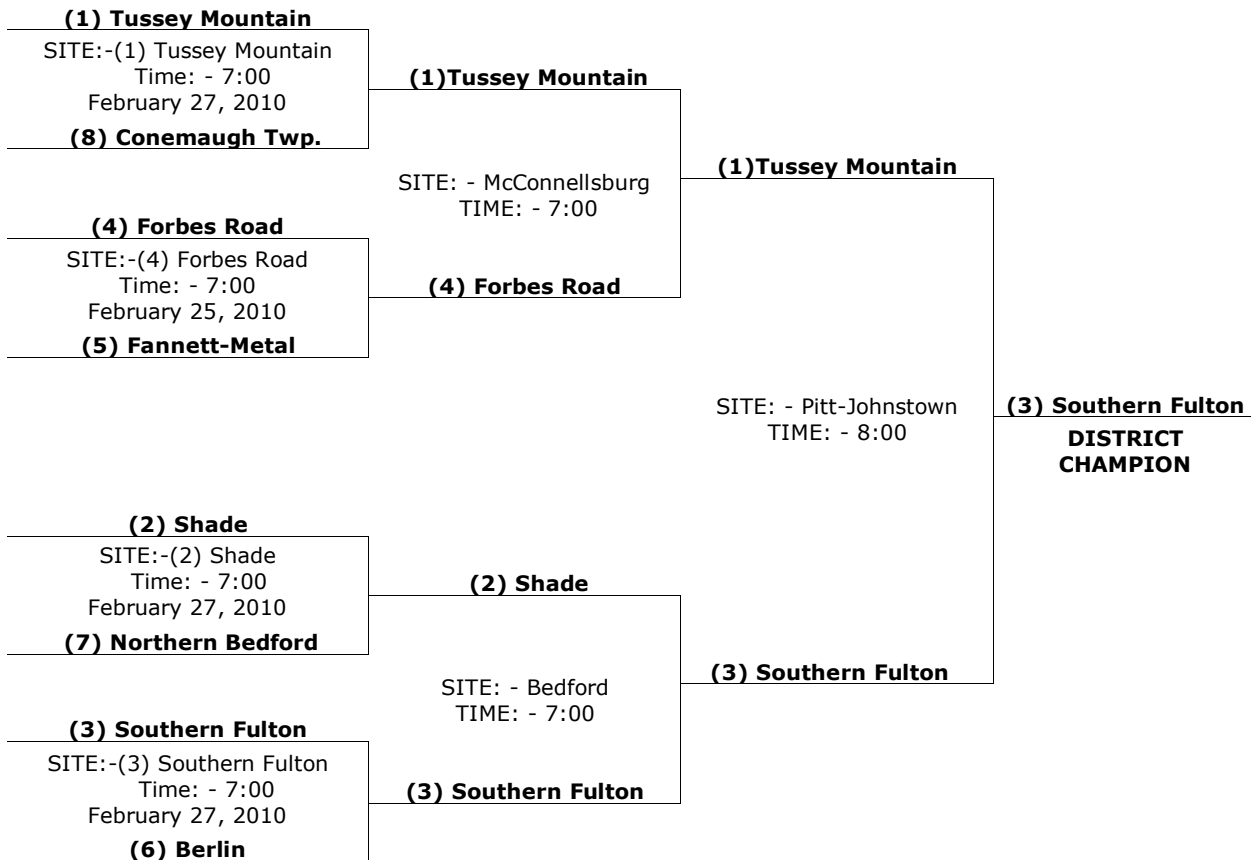 (1) Tussey Mountain
SITE:-(1) Tussey Mountain
Time: - 7:00
February 27, 2010
(8) Conemaugh Twp.
(1)Tussey Mountain
SITE: - McConnellsburg
TIME: - 7:00
(1)Tussey Mountain
(4) Forbes Road
SITE:-(4) Forbes Road
Time: - 7:00
February 25, 2010
(5) Fannett-Metal
(4) Forbes Road
SITE: - Pitt-Johnstown
TIME: - 8:00
(3) Southern Fulton
DISTRICT
CHAMPION
(2) Shade
SITE:-(2) Shade
Time: - 7:00
February 27, 2010
(7) Northern Bedford
(2) Shade
SITE: - Bedford
TIME: - 7:00
(3) Southern Fulton
(3) Southern Fulton
SITE:-(3) Southern Fulton
Time: - 7:00
February 27, 2010
(6) Berlin
(3) Southern Fulton